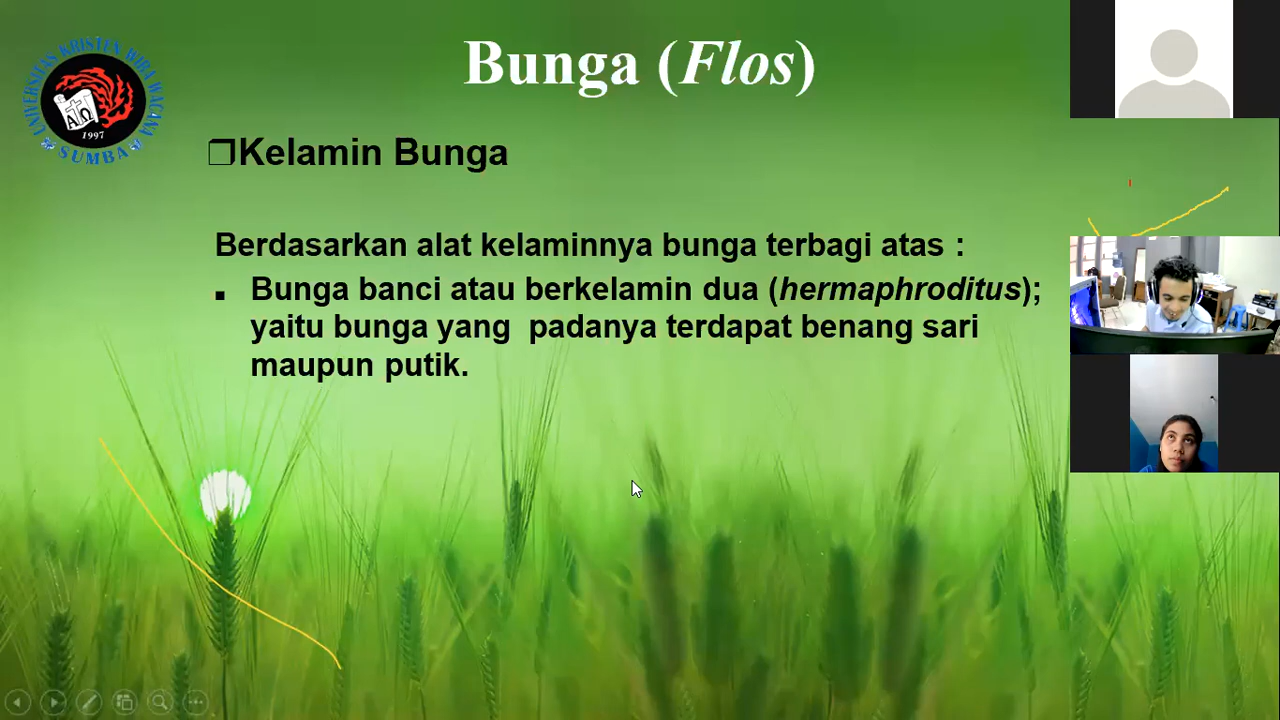 UNIVERSITAS KRISTEN WIRA WACANA
SUMBA
AΩ
1997
Bunga (Flos)
❒Kelamin Bunga
Berdasarkan alat kelaminnya bunga terbagi atas :
▪ Bunga banci atau berkelamin dua (hermaphroditus);
yaitu bunga yang padanya terdapat benang sari
maupun putik.